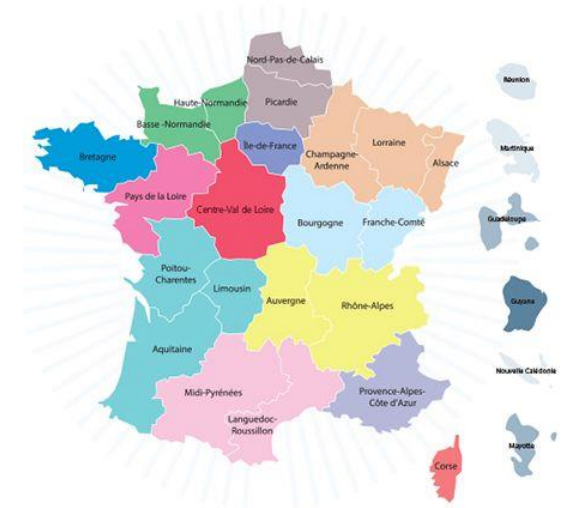 Nord-Pas-de-Calais
Réunion
Haute-Normandie
Picardie
Basse -Normandie
Île-de-France
Lorraine
Martinique
Bretagne
Champagne-
Ardenne
Alsace
Pays de la Loire
Centre-Val de Loire
Bourgogne
Franche-Comté
Guadeloupe
Poitou-
Charentes
Limousin
Auvergne
Rhône-Alpes
Guyane
Aquitaine
Nouvelle Calédonie
Midi-Pyrénées
Provence-Alpes-
Côte d'Azur
Languedoc-
Roussillon
Mayotte
Corse